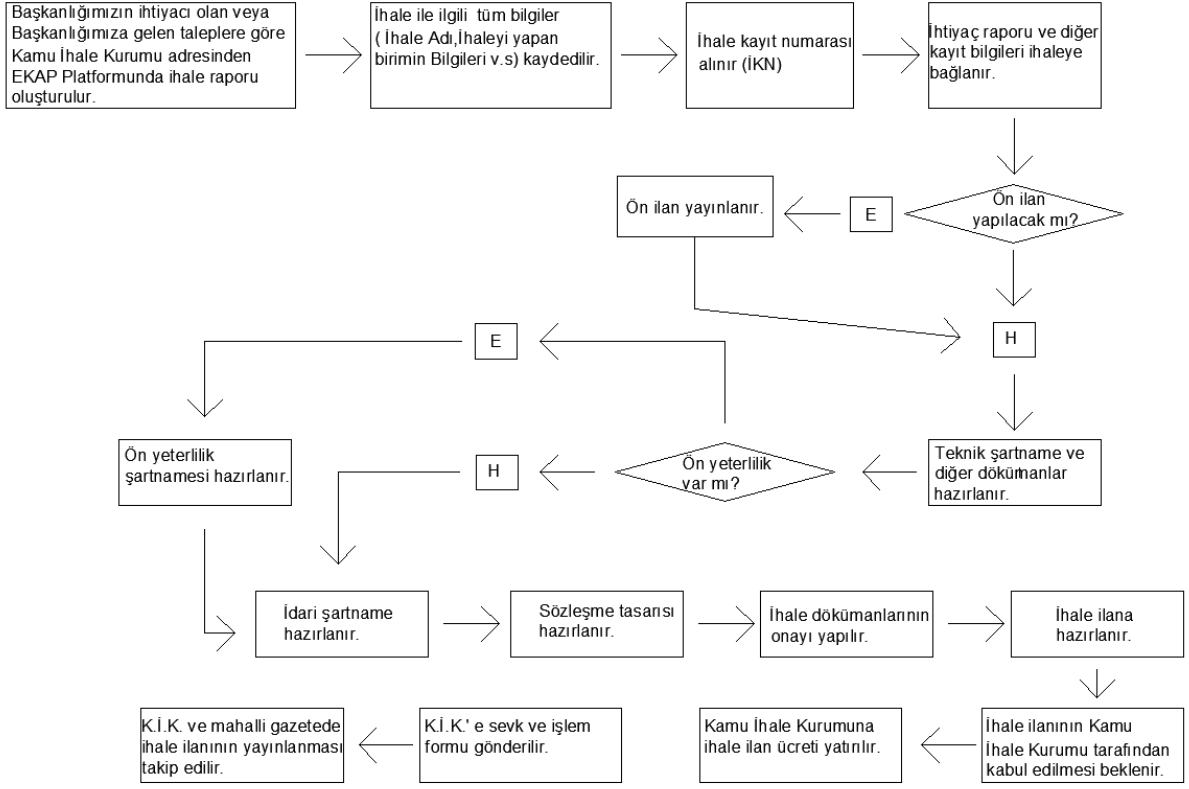 Başkanlığımızın ihtiyacı olan veya
Başkanlığımıza gelen taleplere göre
Kamu İhale Kurumu adresinden
EKAP Platformunda ihale raporu
oluşturulur.
İhale ile ilgili tüm bilgiler
( İhale Adı,İhaleyi yapan
birimin Bilgileri v.s) kaydedilir.
İhale kayıt numarası
alınır (İKN)
İhtiyaç raporu ve diğer
kayıt bilgileri ihaleye
bağlanır.
Ön ilan
yapılacak mı?
E
Ön ilan yayınlanır.
H
Teknik şartname ve
diğer dökümanlar
hazırlanır.
Ön yeterlilik
var mı?
E
H
Ön yeterlilik
şartnamesi hazırlanır.
İdari şartname
hazırlanır.
Sözleşme tasarısı
hazırlanır.
İhale dökümanlarının
onayı yapılır.
İhale ilana
hazırlanır.
İhale ilanının Kamu
İhale Kurumu tarafından
kabul edilmesi beklenir.
Kamu İhale Kurumuna
ihale ilan ücreti yatırılır.
K.İ.K.' e sevk ve işlem
formu gönderilir.
K.İ.K. ve mahalli gazetede
ihale ilanının yayınlanması
takip edilir.